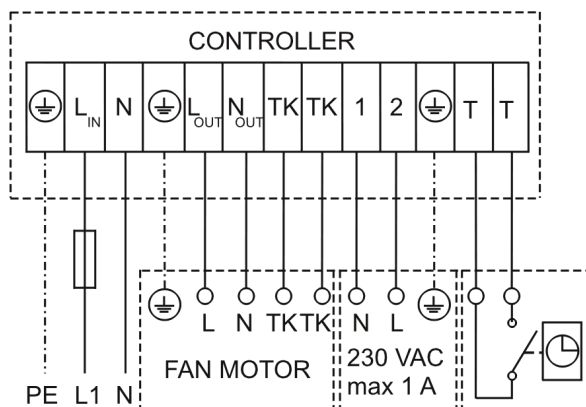 CONTROLLER
L IN N L OUT N OUT TK TK 1 2 T T
L N TK TK N L
FAN MOTOR
230 VAC
max 1 A
PE L1 N